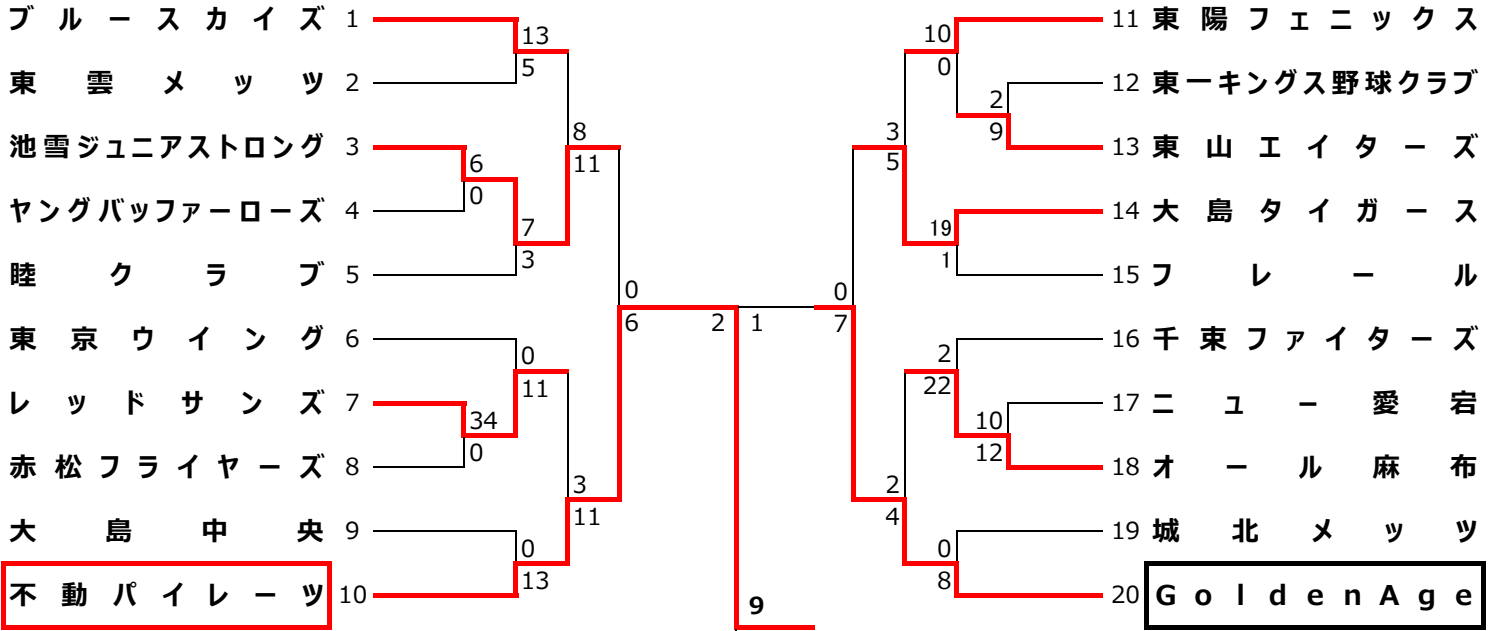 ブルースカイズ 1
13
5
東雲メッツ 2
池雪ジュニアストロング 3
8
11
6
0
ヤングバッファーローズ 4
7
3
睦クラブ 5
0
6
東京ウイング 6
0
11
レッドサンズ 7
34
0
赤松フライヤーズ 8
3
11
大島中央 9
0
13
不動パイレーツ 10
2 1
9
11 東陽フェニックス
10
0
12 東一キングス野球クラブ
2
9
13 東山エイターズ
3
5
14 大島タイガース
19
1
15 フレール
0
7
16 千束ファイターズ
2
22
17 ニュー愛宕
10
12
18 オール麻布
2
4
19 城北メッツ
0
8
20 GoldenAge